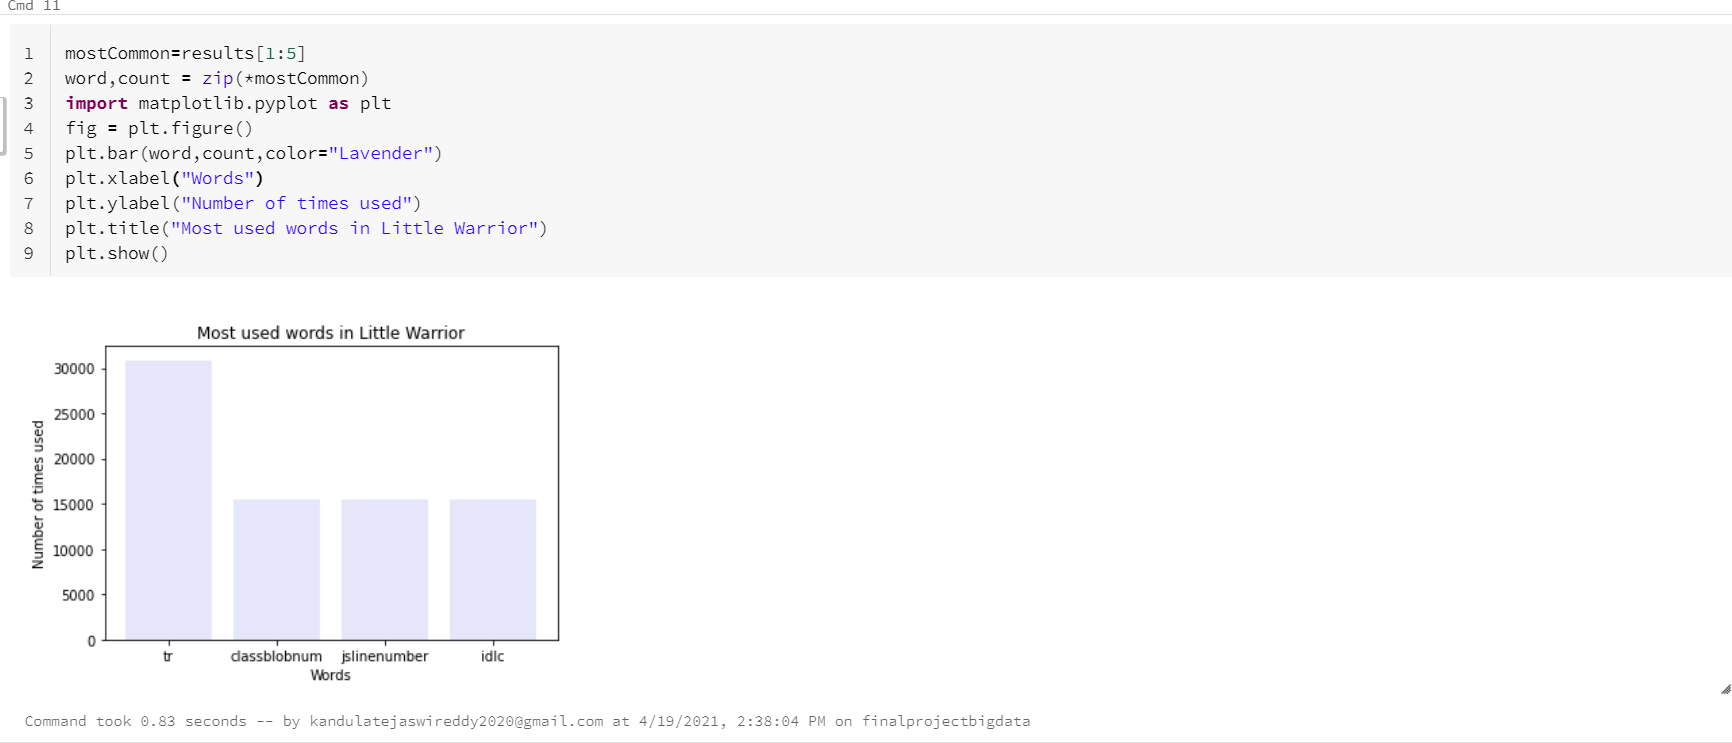 Cmd 11
1 mostCommon=results[1:5]
2 word,count = zip(*mostCommon)
3 import matplotlib.pyplot as plt
4 fig = plt.figure()
5 plt.bar(word,count,color="Lavender")
6 plt.xlabel("Words")
7 plt.ylabel("Number of times used")
8 plt.title("Most used words in Little Warrior")
9 plt.show()
Most used words in Little Warrior
Number of times used
30000
25000
20000
15000
10000
5000
0
tr classblobnum jslinenumber idlc
Words
Command took 0.83 seconds -- by kandulatejaswireddy2020@gmail.com at 4/19/2021, 2:38:04 PM on finalprojectbigdata